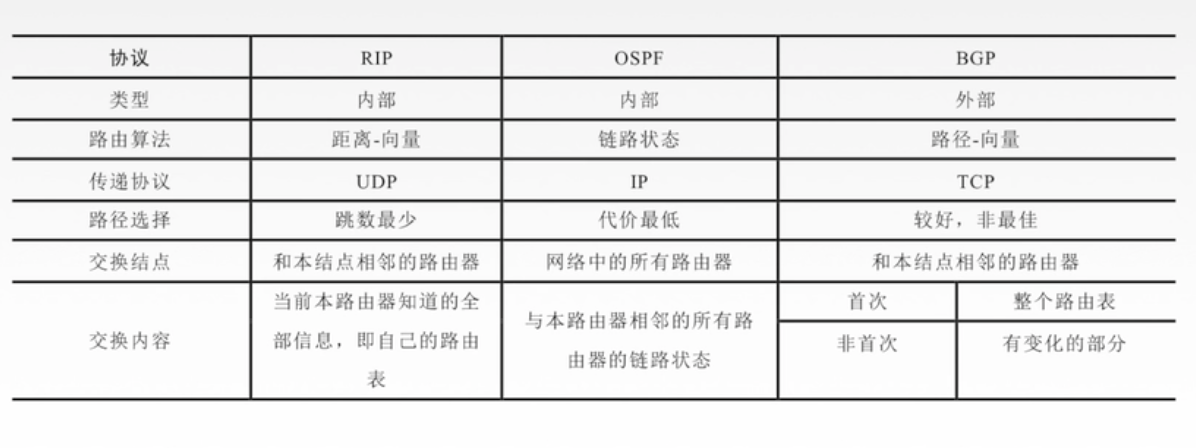 协议 RIP OSPF BGP
类型 内部 内部 外部
路由算法 距离-向量 链路状态 路径-向量
传递协议 UDP IP TCP
路径选择 跳数最少 代价最低 较好，非最佳
交换结点 和本结点相邻的路由器 网络中的所有路由器 和本结点相邻的路由器
交换内容
当前本路由器知道的全
部信息，即自己的路由
表
与本路由器相邻的所有路
由器的链路状态
首次 整个路由表
非首次 有变化的部分